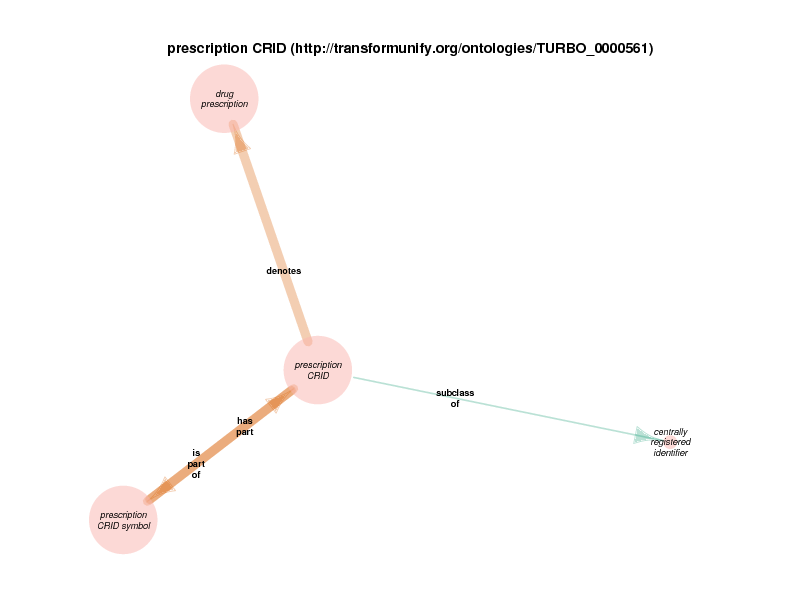 prescription CRID (http://transformunify.org/ontologies/TURBO_0000561)
drug
prescription
denotes
prescription
CRID
subclass
of
centrally
registered
identifier
has
part
is
part
of
prescription
CRID symbol